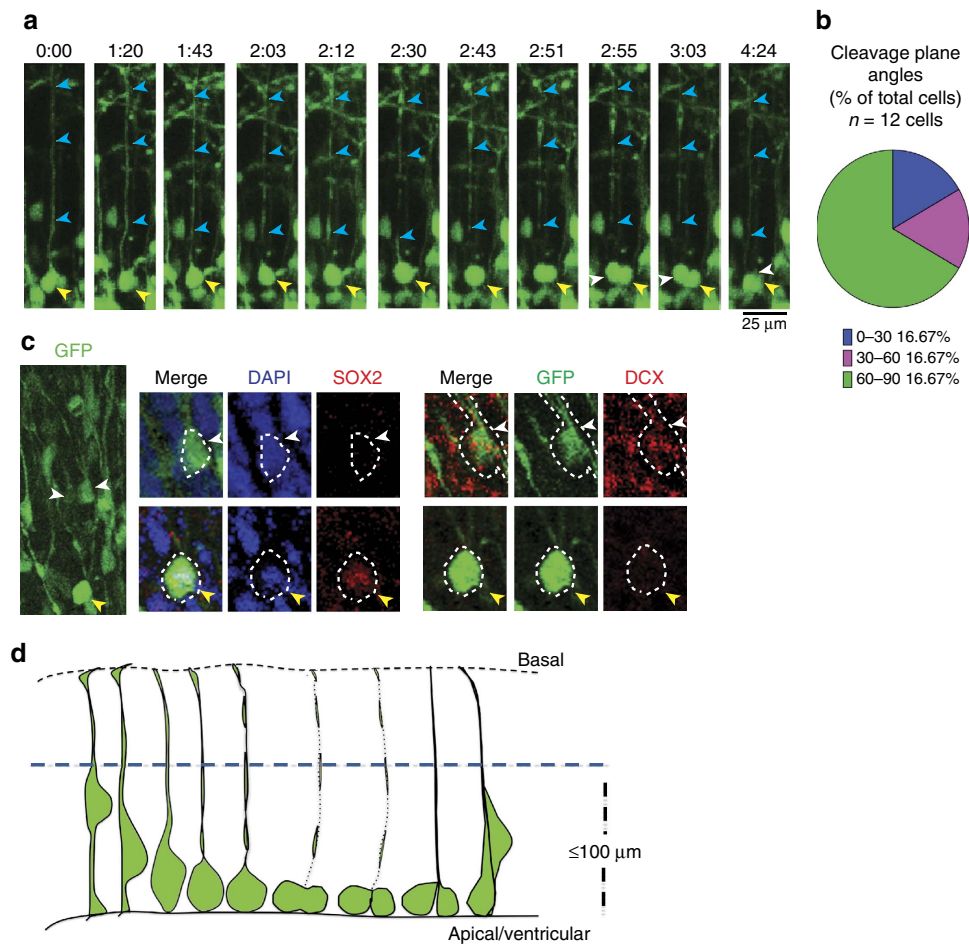 a
0:00 1:20 1:43 2:03 2:12 2:30 2:43 2:51 2:55 3:03 4:24
25 μm
b
Cleavage plane
angles
(% of total cells)
n = 12 cells
0–30 16.67%
30–60 16.67%
60–90 16.67%
c
GFP
Merge DAPI SOX2 Merge GFP DCX
d
Basal
≤100 μm
Apical/ventricular